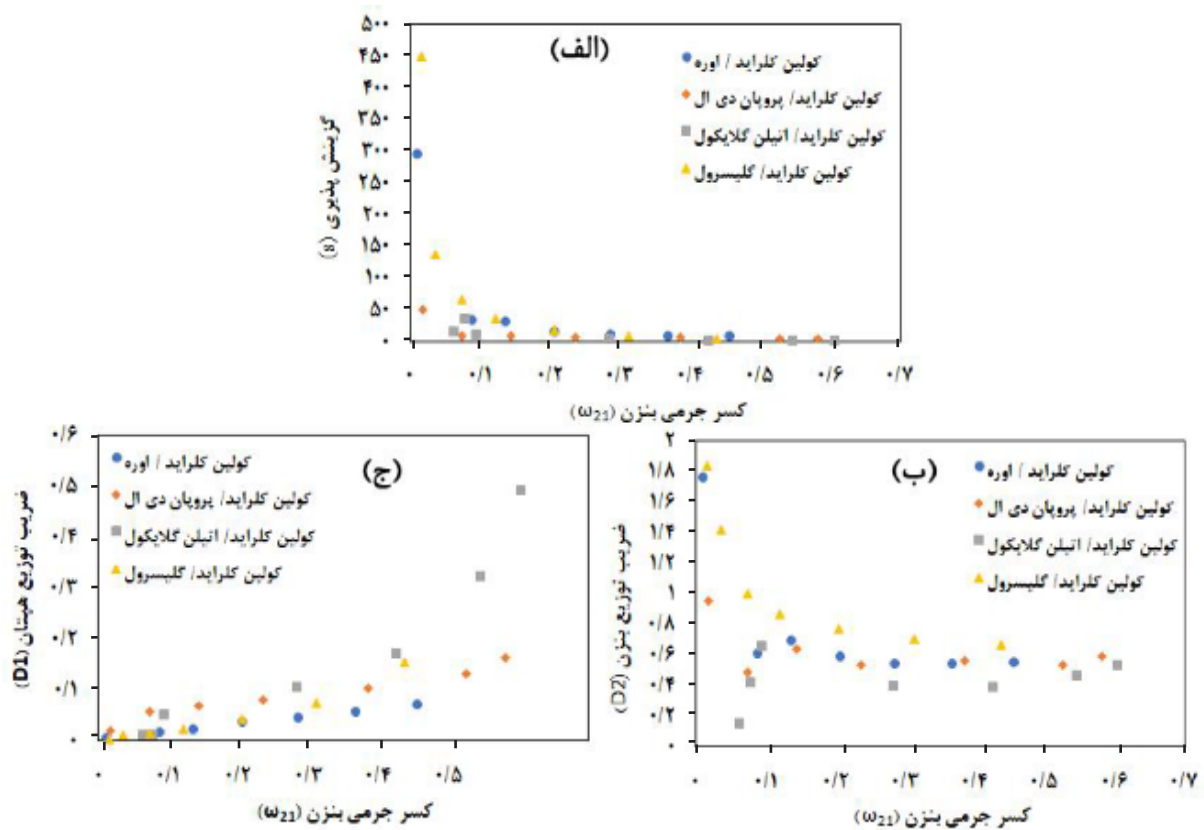 (الف)
کولین کلراید / اوره
کولین کلراید/ پروپان دی ال
کولین کلراید/ اتیلن گلایکول
کولین کلراید/ گلیسرول
گزینش پذیری (s)
۵۰۰
۴۵۰
۴۰۰
۳۵۰
۳۰۰
۲۵۰
۲۰۰
۱۵۰
۱۰۰
۵۰
۰
۰ ۰/۱ ۰/۲ ۰/۳ ۰/۴ ۰/۵ ۰/۶ ۰/۷
کسر جرمی بنزن (ω21)
(ب)
کولین کلراید / اوره
کولین کلراید/ پروپان دی ال
کولین کلراید/ اتیلن گلایکول
کولین کلراید/ گلیسرول
ضریب توزیع بنزن (D2)
۲
۱/۸
۱/۶
۱/۴
۱/۲
۱
۰/۸
۰/۶
۰/۴
۰/۲
۰
۰ ۰/۱ ۰/۲ ۰/۳ ۰/۴ ۰/۵ ۰/۶ ۰/۷
کسر جرمی بنزن (ω21)
(ج)
کولین کلراید / اوره
کولین کلراید/ پروپان دی ال
کولین کلراید/ اتیلن گلایکول
کولین کلراید/ گلیسرول
ضریب توزیع هپتان (D1)
۰/۶
۰/۵
۰/۴
۰/۳
۰/۲
۰/۱
۰
۰ ۰/۱ ۰/۲ ۰/۳ ۰/۴ ۰/۵
کسر جرمی بنزن (ω21)